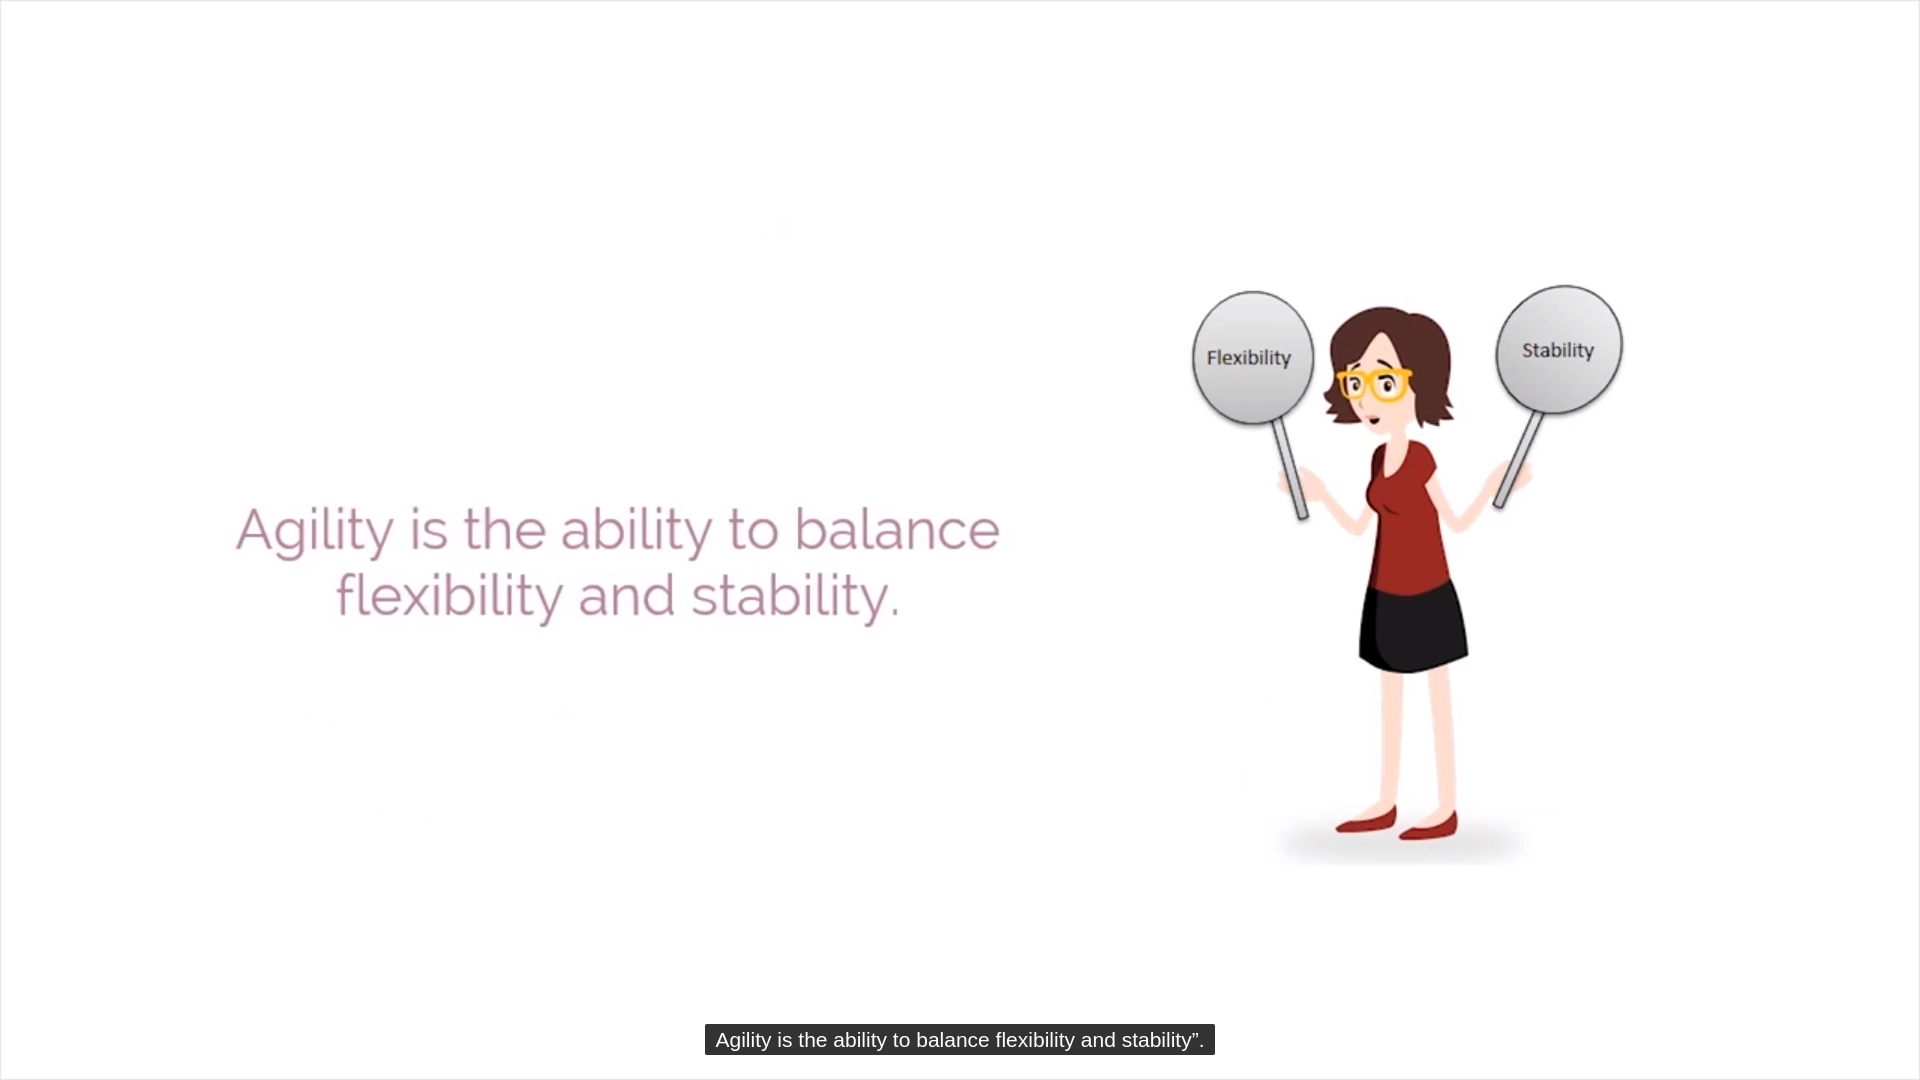 Flexibility
Stability
Agility is the ability to balance
flexibility and stability.
Agility is the ability to balance flexibility and stability”.